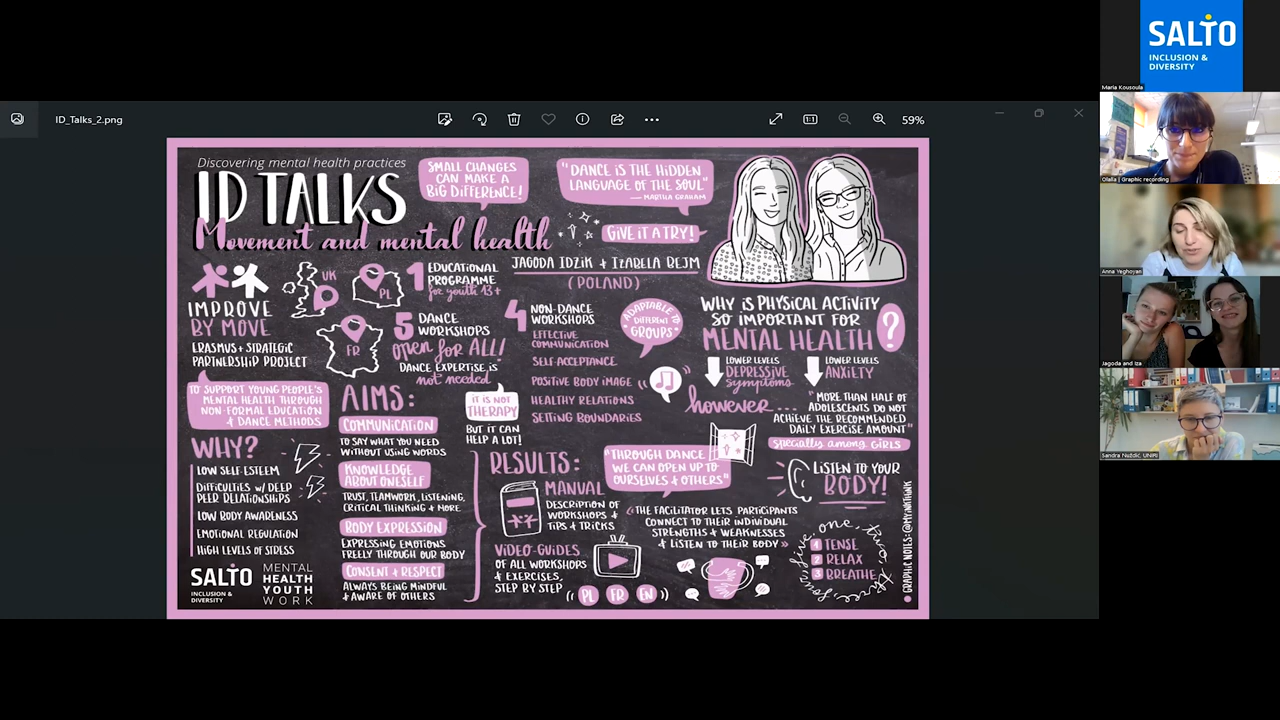 ID_Talks_2.png
59%
Discovering mental health practices
ID TALKS
Movement and mental health
SMALL CHANGES
CAN MAKE A
BIG DIFFERENCE!
"DANCE IS THE HIDDEN
LANGUAGE OF THE SOUL"
— MARTHA GRAHAM
GIVE IT A TRY!
JAGODA IDZIK + IZABELA REJM
(POLAND)
IMPROVE
BY MOVE
ERASMUS+ STRATEGIC
PARTNERSHIP PROJECT
UK
PL
FR
TO SUPPORT YOUNG PEOPLE'S
MENTAL HEALTH THROUGH
NON-FORMAL EDUCATION
+ DANCE METHODS
1 EDUCATIONAL
PROGRAMME
for youth 13+
5 DANCE
WORKSHOPS
open for ALL!
DANCE EXPERTISE is
not needed
4 NON-DANCE
WORKSHOPS
EFFECTIVE
COMMUNICATION
SELF-ACCEPTANCE
POSITIVE BODY IMAGE
HEALTHY RELATIONS
SETTING BOUNDARIES
ADAPTABLE TO
DIFFERENT
GROUPS
IT IS NOT
THERAPY
BUT IT CAN
HELP A LOT!
WHY IS PHYSICAL ACTIVITY
SO IMPORTANT FOR
MENTAL HEALTH ?
LOWER LEVELS
DEPRESSIVE
symptoms
LOWER LEVELS
ANXIETY
however...
"MORE THAN HALF OF
ADOLESCENTS DO NOT
ACHIEVE THE RECOMMENDED
DAILY EXERCISE AMOUNT"
specially among GIRLS
WHY?
LOW SELF ESTEEM
DIFFICULTIES w/ DEEP
PEER RELATIONSHIPS
LOW BODY AWARENESS
EMOTIONAL REGULATION
HIGH LEVELS OF STRESS
AIMS:
COMMUNICATION
TO SAY WHAT YOU NEED
WITHOUT USING WORDS
KNOWLEDGE
ABOUT ONESELF
TRUST, TEAMWORK, LISTENING,
CRITICAL THINKING + MORE
BODY EXPRESSION
EXPRESSING EMOTIONS
FREELY THROUGH OUR BODY
CONSENT + RESPECT
ALWAYS BEING MINDFUL
+ AWARE OF OTHERS
RESULTS:
MANUAL
DESCRIPTION OF
WORKSHOPS +
TIPS + TRICKS
VIDEO-GUIDES
OF ALL WORKSHOPS
+ EXERCISES,
STEP BY STEP
PL FR EN
"THROUGH DANCE
WE CAN OPEN UP TO
OURSELVES + OTHERS"
«THE FACILITATOR LETS PARTICIPANTS
CONNECT TO THEIR INDIVIDUAL
STRENGTHS + WEAKNESSES
+ LISTEN TO THEIR BODY»
LISTEN TO YOUR
BODY!
one, two, three, four, five
1 TENSE
2 RELAX
3 BREATHE
SALTO
INCLUSION &
DIVERSITY
MENTAL
HEALTH
YOUTH
WORK
SALTO
INCLUSION &
DIVERSITY
Maria Kousoula
Olalla | Graphic recording
Anna Yeghoyan
Jagoda and Iza